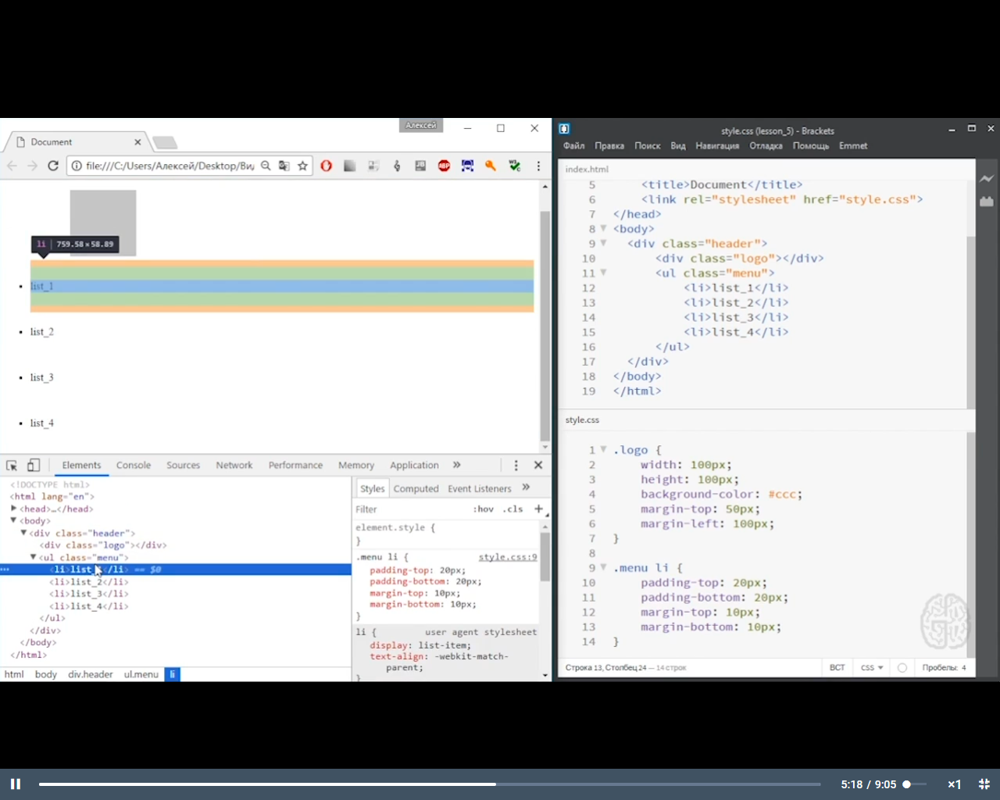 Алексей
Document
file:///C:/Users/Алексей/Desktop/Ви
ABP
li 759.58×58.89
list_1
list_2
list_3
list_4
Elements Console Sources Network Performance Memory Application »
<!DOCTYPE html>
<html lang="en">
<head>…</head>
<body>
<div class="header">
<div class="logo"></div>
<ul class="menu">
<li>list_</li> == $0
<li>list_2</li>
<li>list_3</li>
<li>list_4</li>
</ul>
</div>
</body>
</html>
html body div.header ul.menu li
Styles Computed Event Listeners »
Filter :hov .cls +
element.style {
}
.menu li { style.css:9
padding-top: 20px;
padding-bottom: 20px;
margin-top: 10px;
margin-bottom: 10px;
}
li { user agent stylesheet
display: list-item;
text-align: -webkit-match-
parent;
}
style.css (lesson_5) - Brackets
Файл Правка Поиск Вид Навигация Отладка Помощь Emmet
index.html
5 <title>Document</title>
6 <link rel="stylesheet" href="style.css">
7 </head>
8 <body>
9 <div class="header">
10 <div class="logo"></div>
11 <ul class="menu">
12 <li>list_1</li>
13 <li>list_2</li>
14 <li>list_3</li>
15 <li>list_4</li>
16 </ul>
17 </div>
18 </body>
19 </html>
style.css
1 .logo {
2 width: 100px;
3 height: 100px;
4 background-color: #ccc;
5 margin-top: 50px;
6 margin-left: 100px;
7 }
8
9 .menu li {
10 padding-top: 20px;
11 padding-bottom: 20px;
12 margin-top: 10px;
13 margin-bottom: 10px;
14 }
Строка 13, Столбец 24 — 14 строк ВСТ CSS Пробелы: 4
5:18 / 9:05 ×1